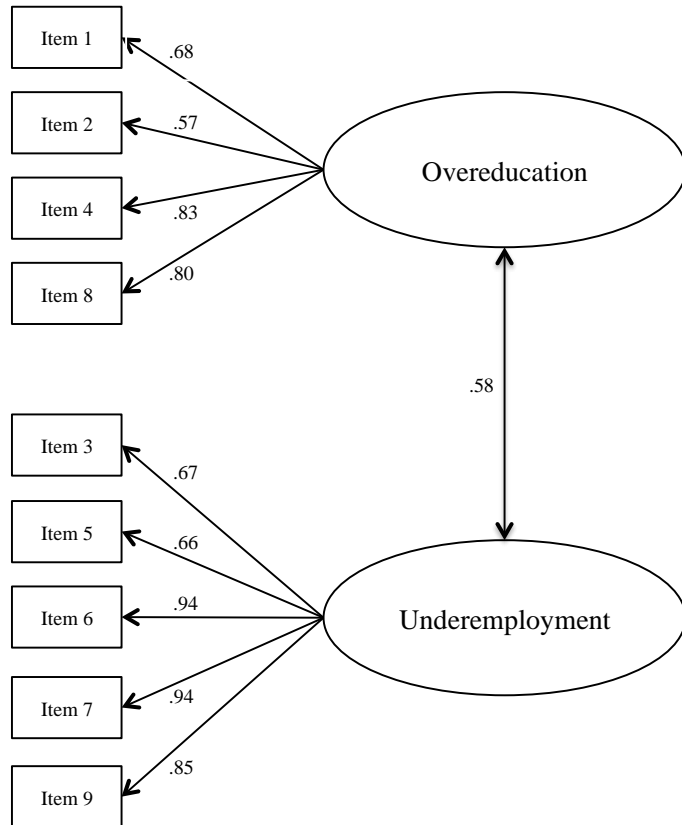 Item 1
.68
Item 2
.57
Overeducation
Item 4
.83
Item 8
.80
.58
Item 3
.67
Item 5
.66
Item 6
.94
Underemployment
Item 7
.94
.85
Item 9